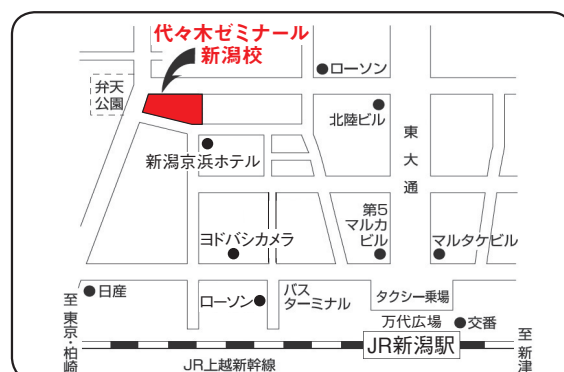 代々木ゼミナール
新潟校
ローソン
弁天
公園
北陸ビル
東大通
新潟京浜ホテル
第5
マルカ
ビル
ヨドバシカメラ
マルタケビル
日産
ローソン
バス
ターミナル
タクシー乗場
万代広場
交番
至東京・柏崎
JR新潟駅
至新津
JR上越新幹線